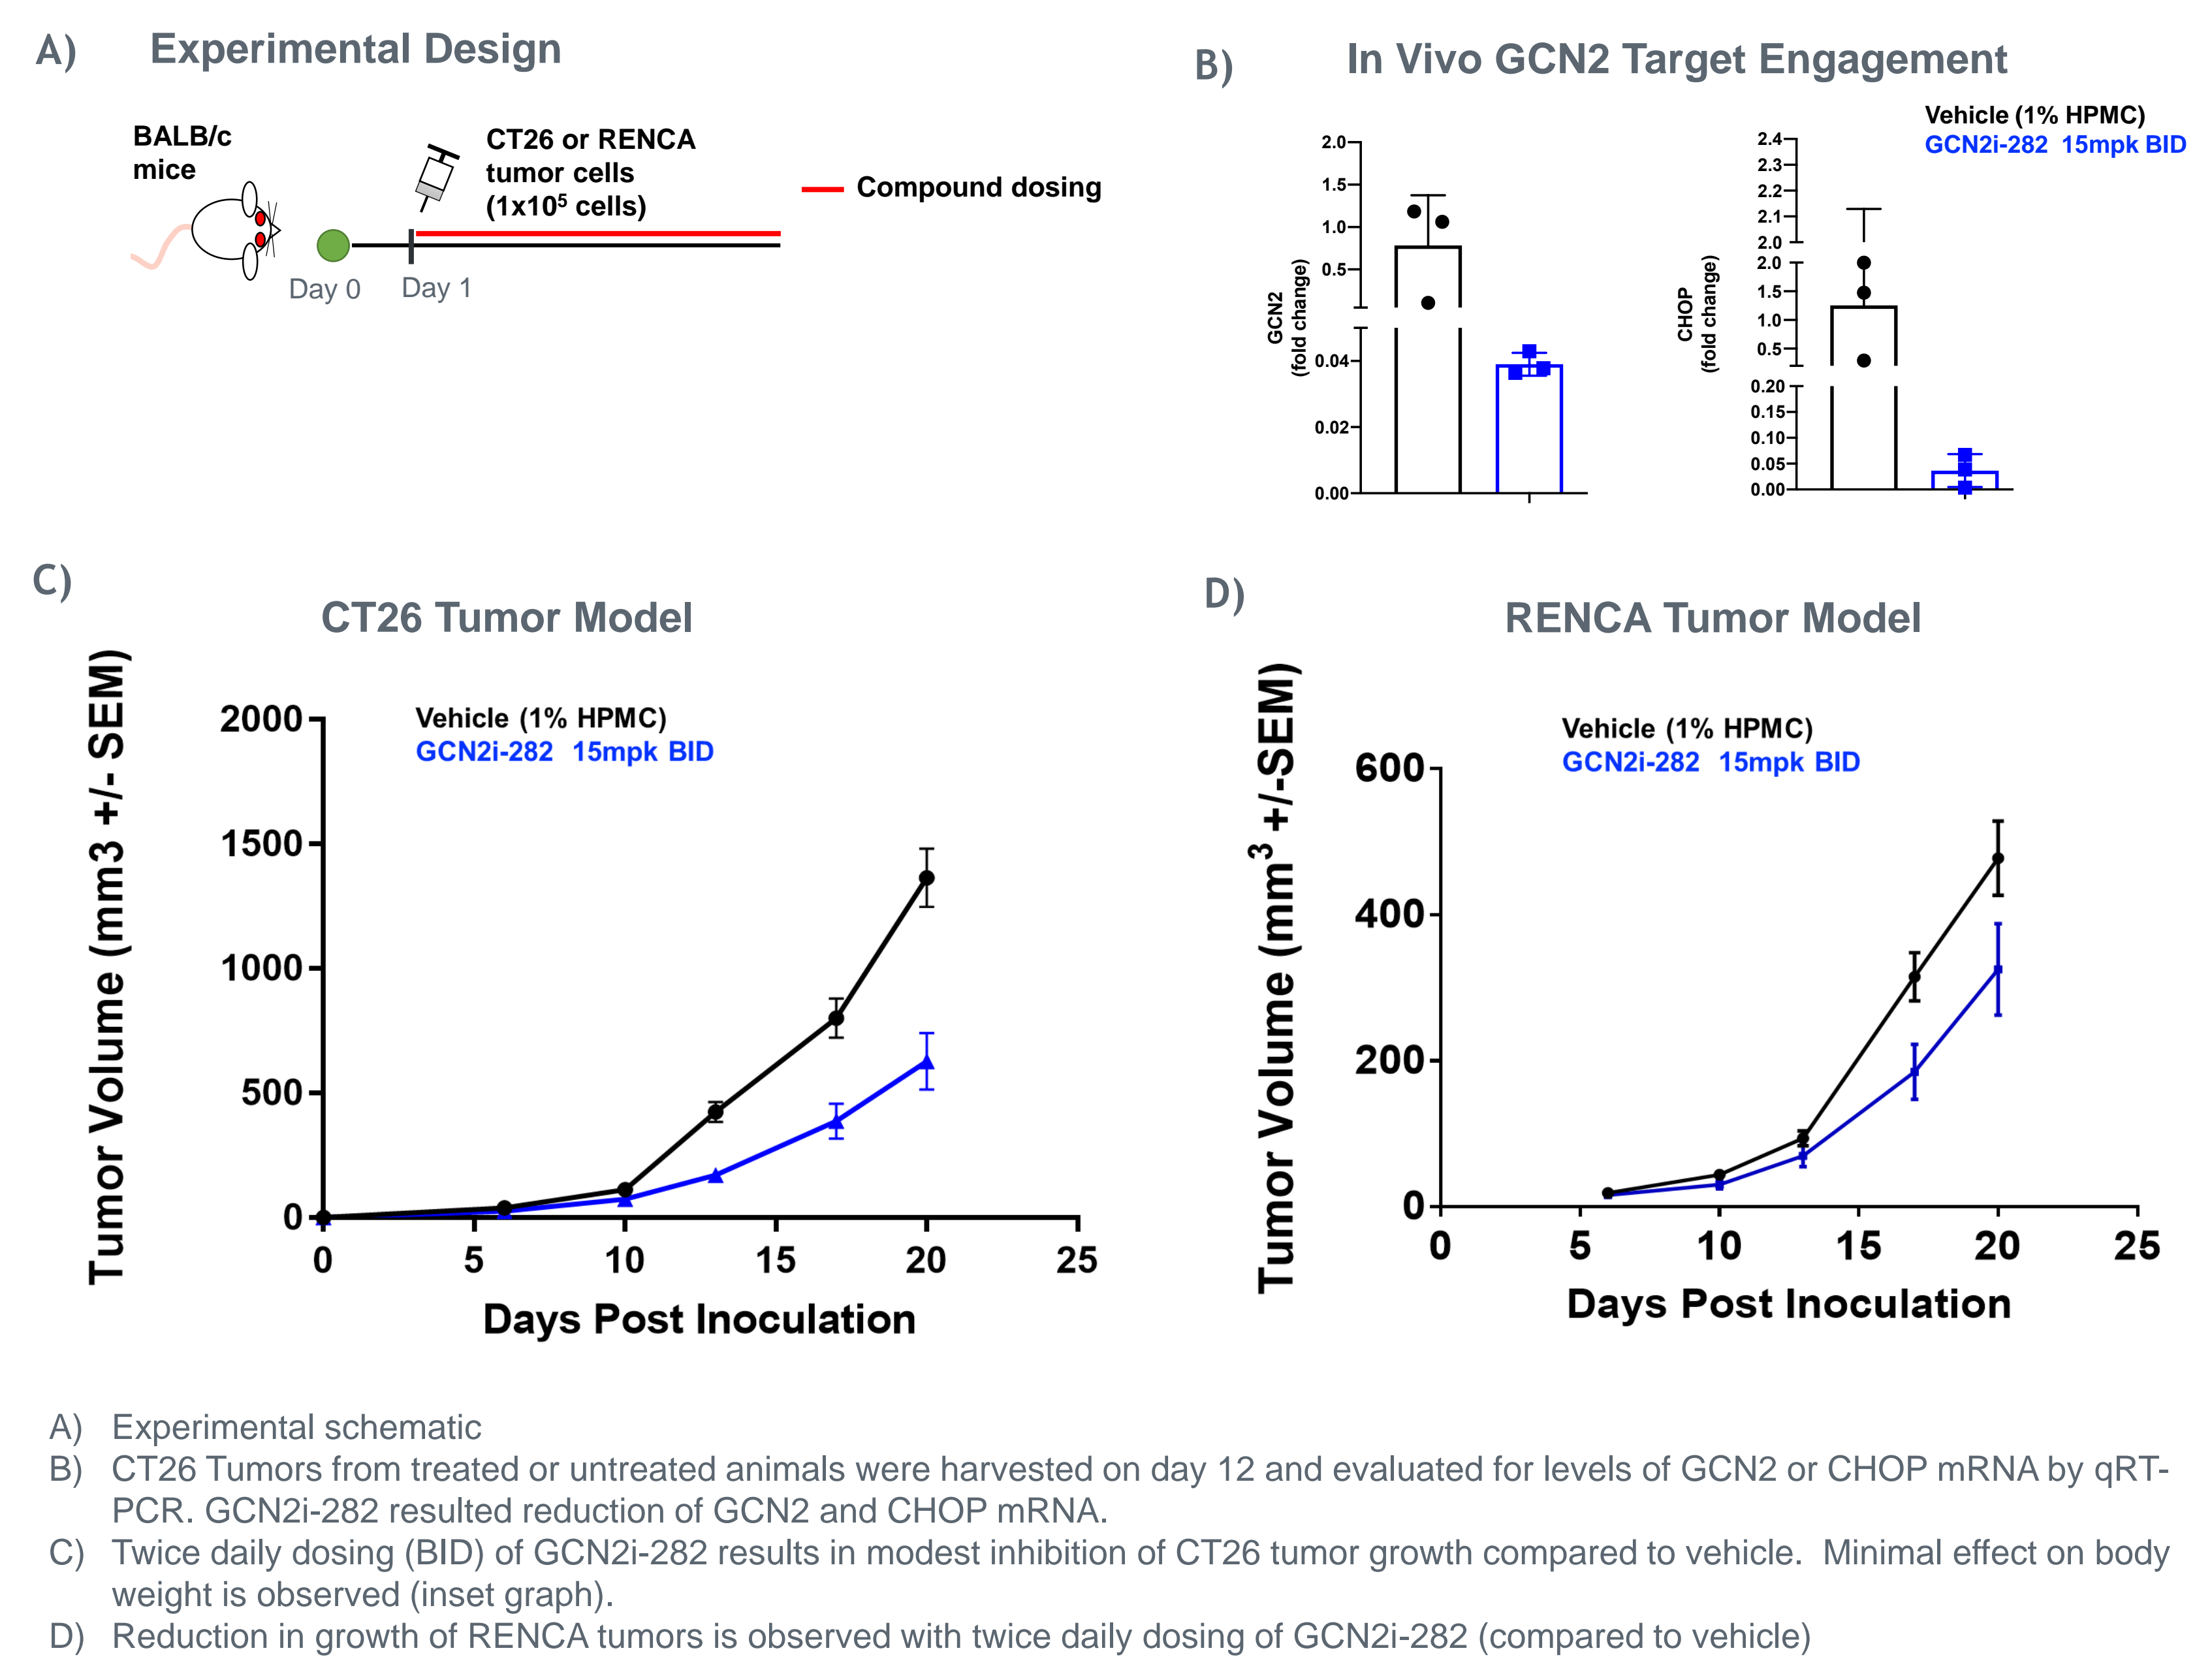 A) Experimental Design
BALB/c
mice
CT26 or RENCA
tumor cells
(1x10⁵ cells)
Compound dosing
Day 0
Day 1
B) In Vivo GCN2 Target Engagement
Vehicle (1% HPMC)
GCN2i-282 15mpk BID
GCN2
(fold change)
2.0
1.5
1.0
0.5
0.04
0.02
0.00
CHOP
(fold change)
2.4
2.3
2.2
2.1
2.0
2.0
1.5
1.0
0.5
0.20
0.15
0.10
0.05
0.00
C) CT26 Tumor Model
Tumor Volume (mm3 +/- SEM)
Vehicle (1% HPMC)
GCN2i-282 15mpk BID
2000
1500
1000
500
0
0 5 10 15 20 25
Days Post Inoculation
D) RENCA Tumor Model
Tumor Volume (mm³ +/-SEM)
Vehicle (1% HPMC)
GCN2i-282 15mpk BID
600
400
200
0
0 5 10 15 20 25
Days Post Inoculation
A) Experimental schematic
B) CT26 Tumors from treated or untreated animals were harvested on day 12 and evaluated for levels of GCN2 or CHOP mRNA by qRT-
PCR. GCN2i-282 resulted reduction of GCN2 and CHOP mRNA.
C) Twice daily dosing (BID) of GCN2i-282 results in modest inhibition of CT26 tumor growth compared to vehicle. Minimal effect on body
weight is observed (inset graph).
D) Reduction in growth of RENCA tumors is observed with twice daily dosing of GCN2i-282 (compared to vehicle)